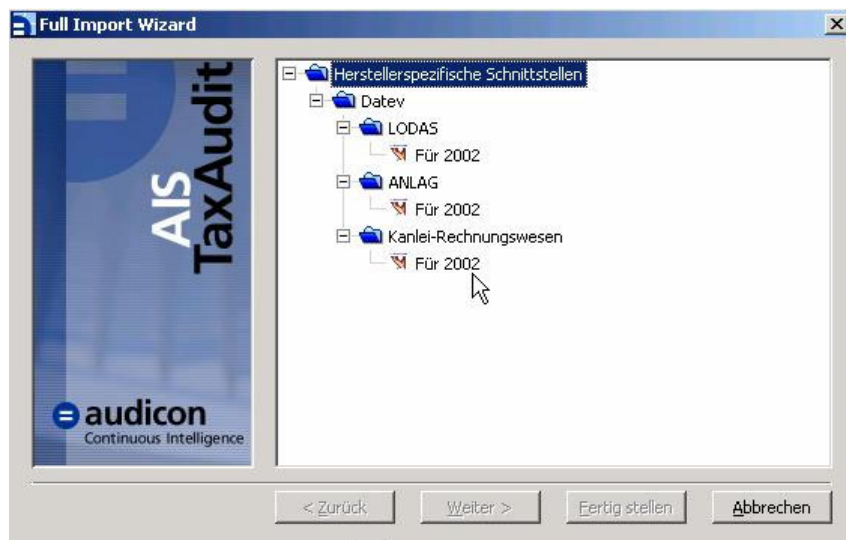 Full Import Wizard
AIS
TaxAudit
audicon
Continuous Intelligence
Herstellerspezifische Schnittstellen
Datev
LODAS
Für 2002
ANLAG
Für 2002
Kanlei-Rechnungswesen
Für 2002
< Zurück
Weiter >
Fertig stellen
Abbrechen